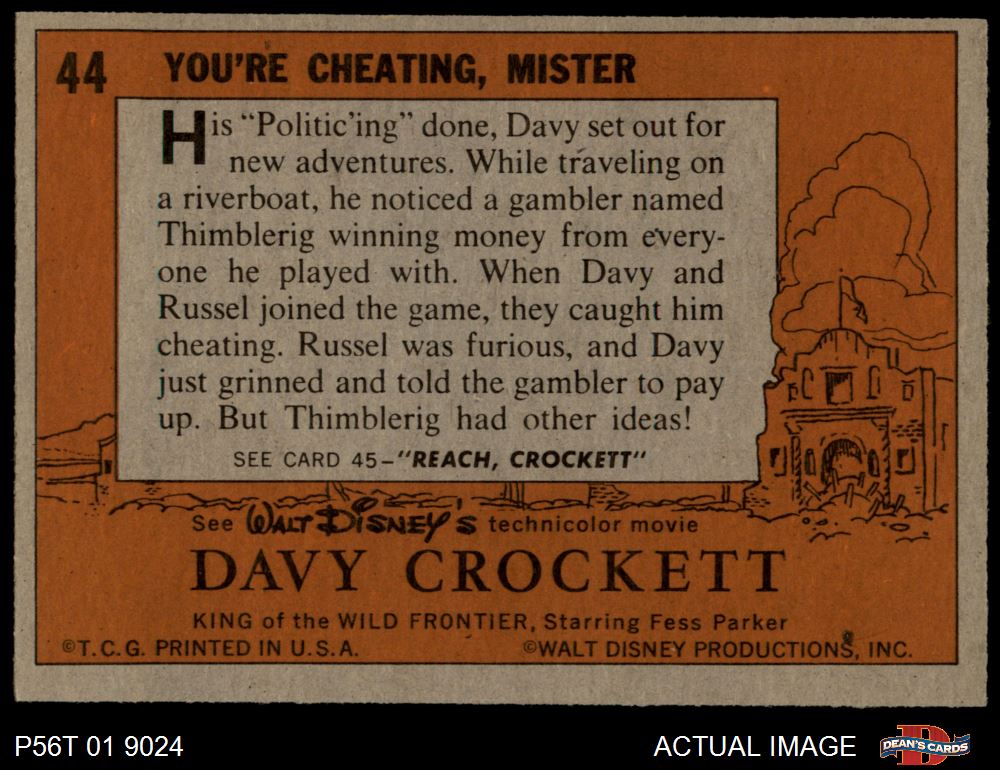 44 YOU'RE CHEATING, MISTER
His “Politic'ing” done, Davy set out for
new adventures. While traveling on
a riverboat, he noticed a gambler named
Thimblerig winning money from every-
one he played with. When Davy and
Russel joined the game, they caught him
cheating. Russel was furious, and Davy
just grinned and told the gambler to pay
up. But Thimblerig had other ideas!
SEE CARD 45–"REACH, CROCKETT"
See WALT DISNEY'S technicolor movie
DAVY CROCKETT
KING of the WILD FRONTIER, Starring Fess Parker
©T.C.G. PRINTED IN U.S.A. ©WALT DISNEY PRODUCTIONS, INC.
P56T 01 9024 ACTUAL IMAGE D DEAN'S CARDS